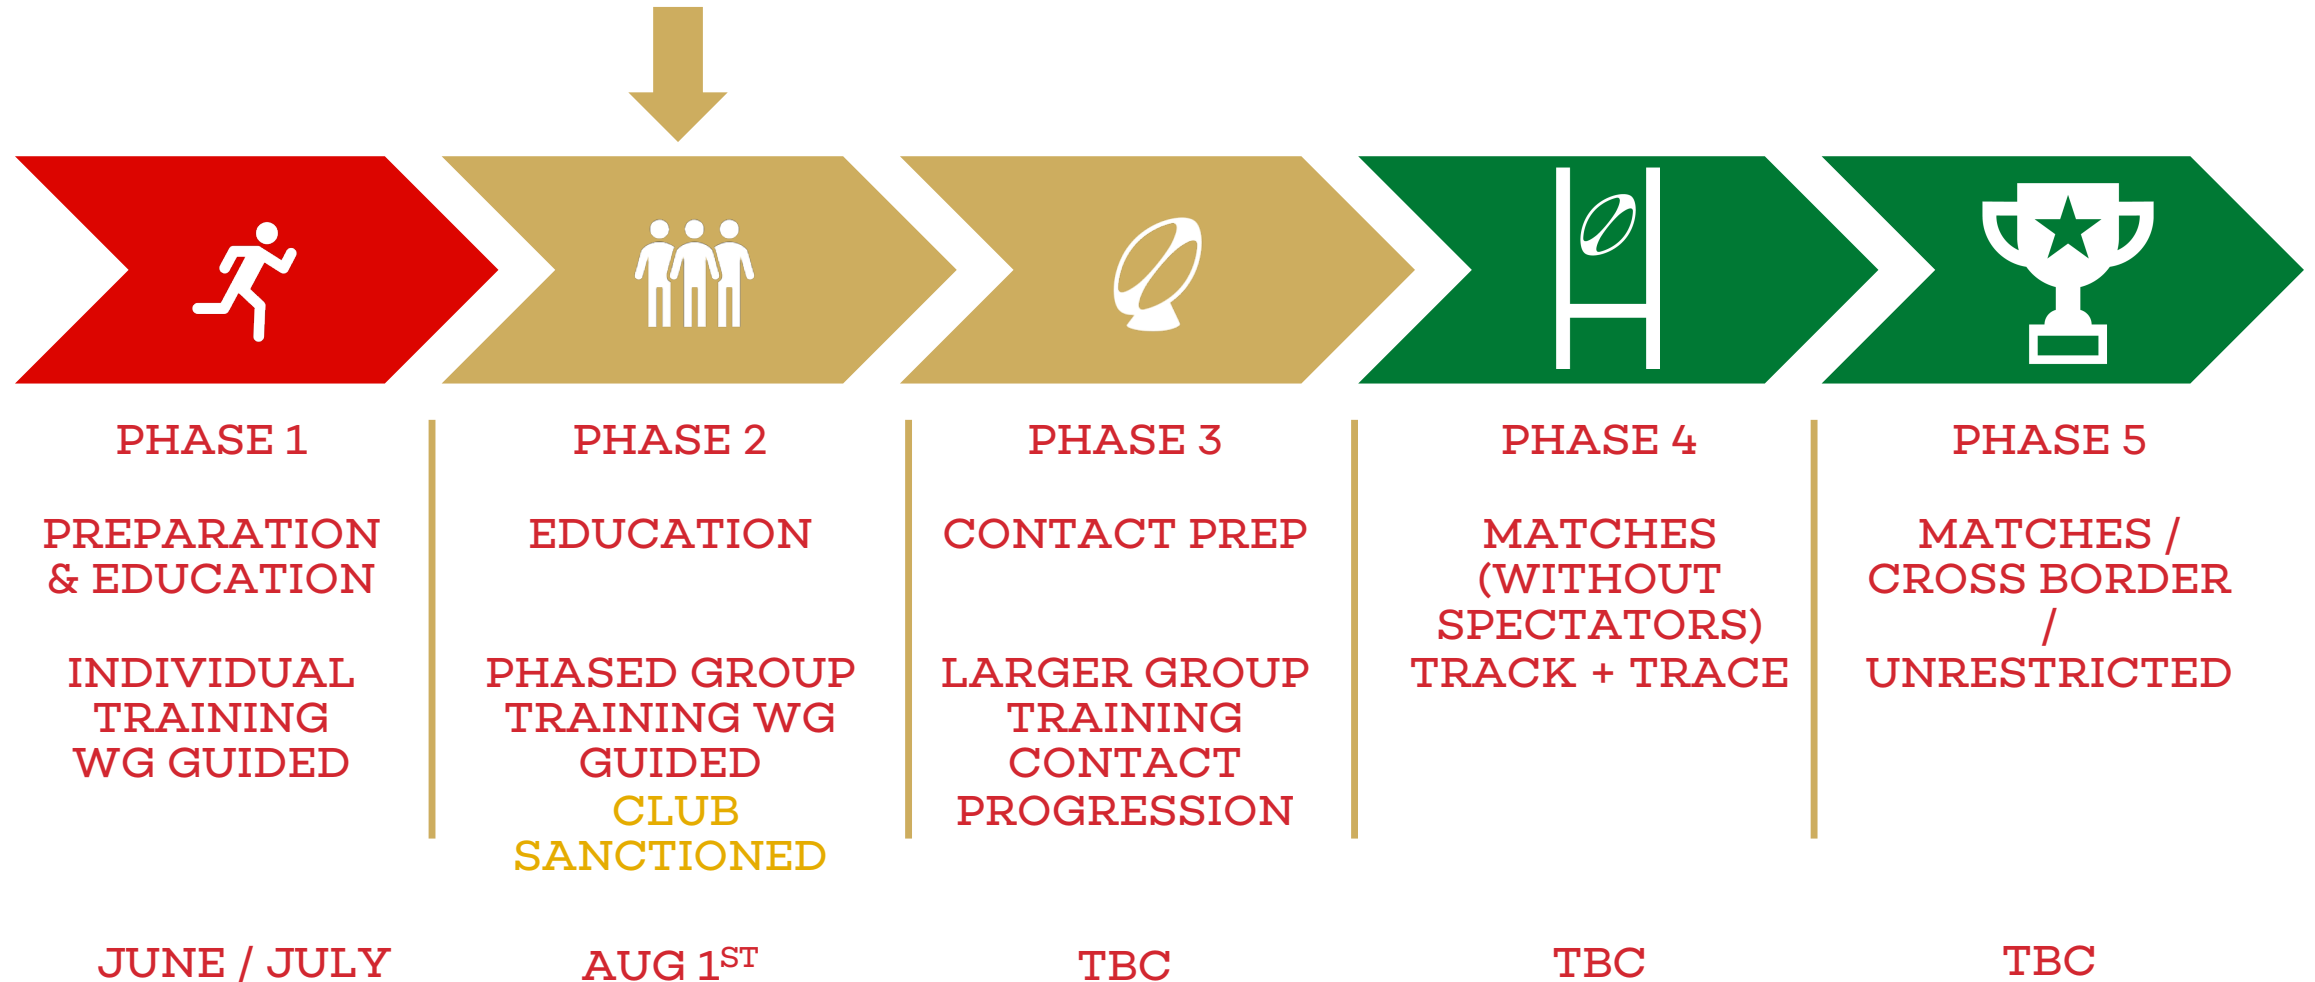 PHASE 1
PREPARATION
& EDUCATION
INDIVIDUAL
TRAINING
WG GUIDED
JUNE / JULY
PHASE 2
EDUCATION
PHASED GROUP
TRAINING WG
GUIDED
CLUB
SANCTIONED
AUG 1ST
PHASE 3
CONTACT PREP
LARGER GROUP
TRAINING
CONTACT
PROGRESSION
TBC
PHASE 4
MATCHES
(WITHOUT
SPECTATORS)
TRACK + TRACE
TBC
PHASE 5
MATCHES /
CROSS BORDER
/
UNRESTRICTED
TBC